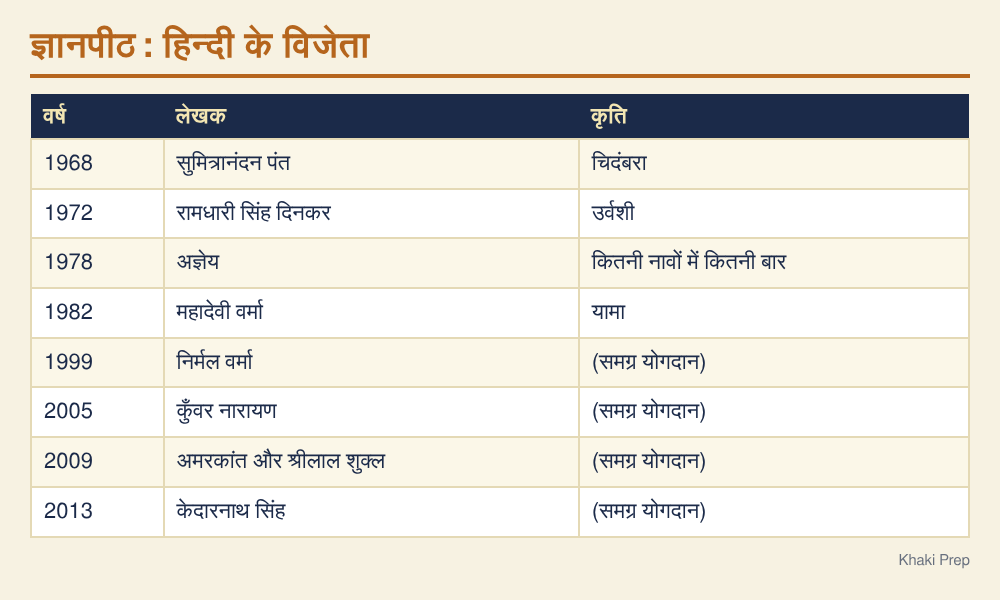 ज्ञानपीठ : हिन्दी के विजेता
वर्ष लेखक कृति
1968 सुमित्रानंदन पंत चिदंबरा
1972 रामधारी सिंह दिनकर उर्वशी
1978 अज्ञेय कितनी नावों में कितनी बार
1982 महादेवी वर्मा यामा
1999 निर्मल वर्मा (समग्र योगदान)
2005 कुँवर नारायण (समग्र योगदान)
2009 अमरकांत और श्रीलाल शुक्ल (समग्र योगदान)
2013 केदारनाथ सिंह (समग्र योगदान)
Khaki Prep